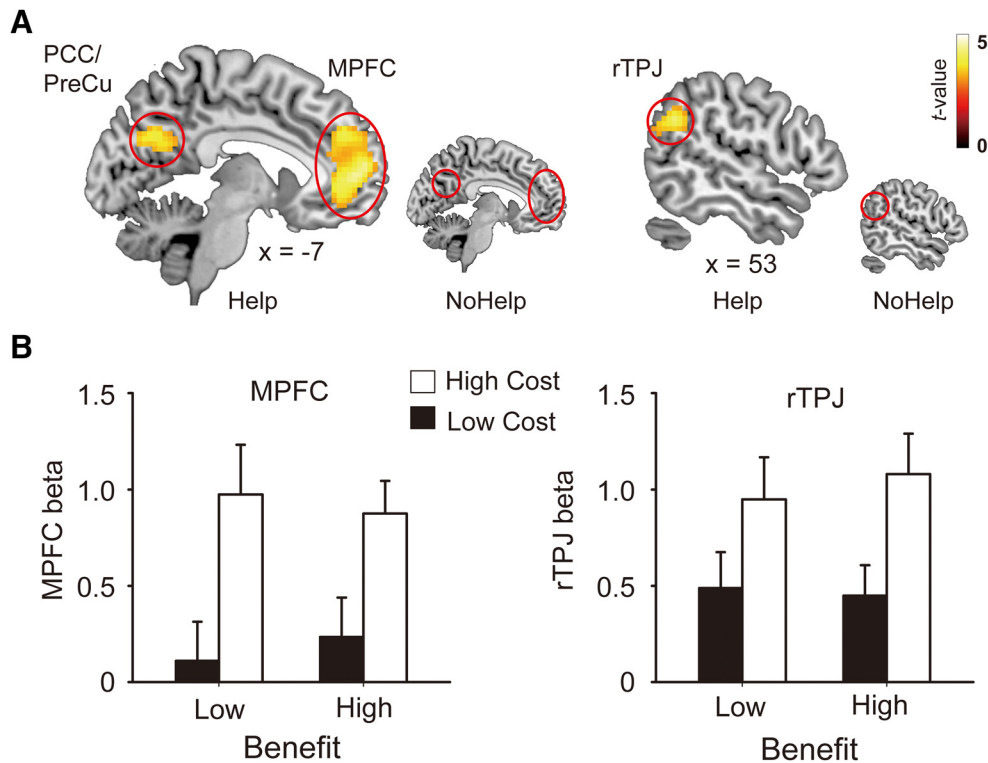 A
PCC/
PreCu
MPFC
x = -7
Help
NoHelp
rTPJ
x = 53
Help
NoHelp
5
t-value
0
B
MPFC
High Cost
Low Cost
MPFC beta
1.5
1.0
0.5
0
Low
High
Benefit
rTPJ
rTPJ beta
1.5
1.0
0.5
0
Low
High
Benefit